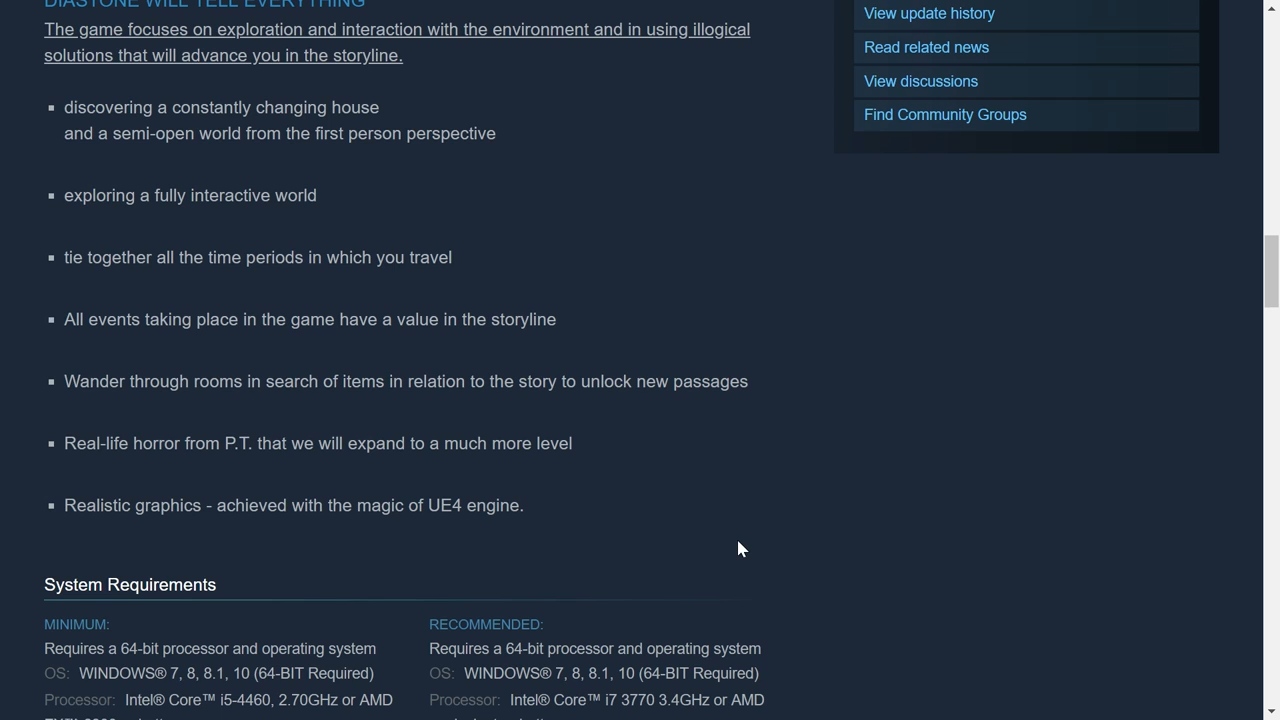 DIASTONE WILL TELL EVERYTHING
The game focuses on exploration and interaction with the environment and in using illogical
solutions that will advance you in the storyline.
▪ discovering a constantly changing house
and a semi-open world from the first person perspective
▪ exploring a fully interactive world
▪ tie together all the time periods in which you travel
▪ All events taking place in the game have a value in the storyline
▪ Wander through rooms in search of items in relation to the story to unlock new passages
▪ Real-life horror from P.T. that we will expand to a much more level
▪ Realistic graphics - achieved with the magic of UE4 engine.
System Requirements
MINIMUM:
Requires a 64-bit processor and operating system
OS: WINDOWS® 7, 8, 8.1, 10 (64-BIT Required)
Processor: Intel® Core™ i5-4460, 2.70GHz or AMD
RECOMMENDED:
Requires a 64-bit processor and operating system
OS: WINDOWS® 7, 8, 8.1, 10 (64-BIT Required)
Processor: Intel® Core™ i7 3770 3.4GHz or AMD
View update history
Read related news
View discussions
Find Community Groups